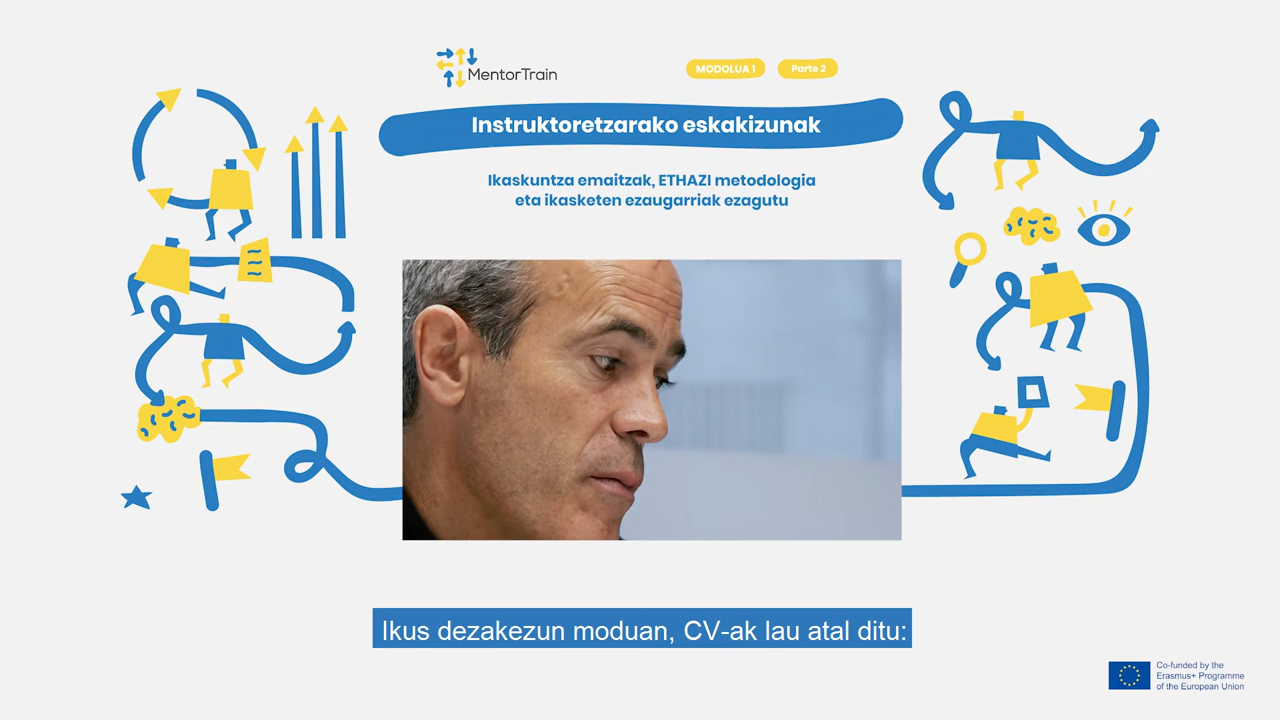 MentorTrain
MODOLUA 1
Parte 2
Instruktoretzarako eskakizunak
Ikaskuntza emaitzak, ETHAZI metodologia
eta ikasketen ezaugarriak ezagutu
Ikus dezakezun moduan, CV-ak lau atal ditu:
Co-funded by the
Erasmus+ Programme
of the European Union